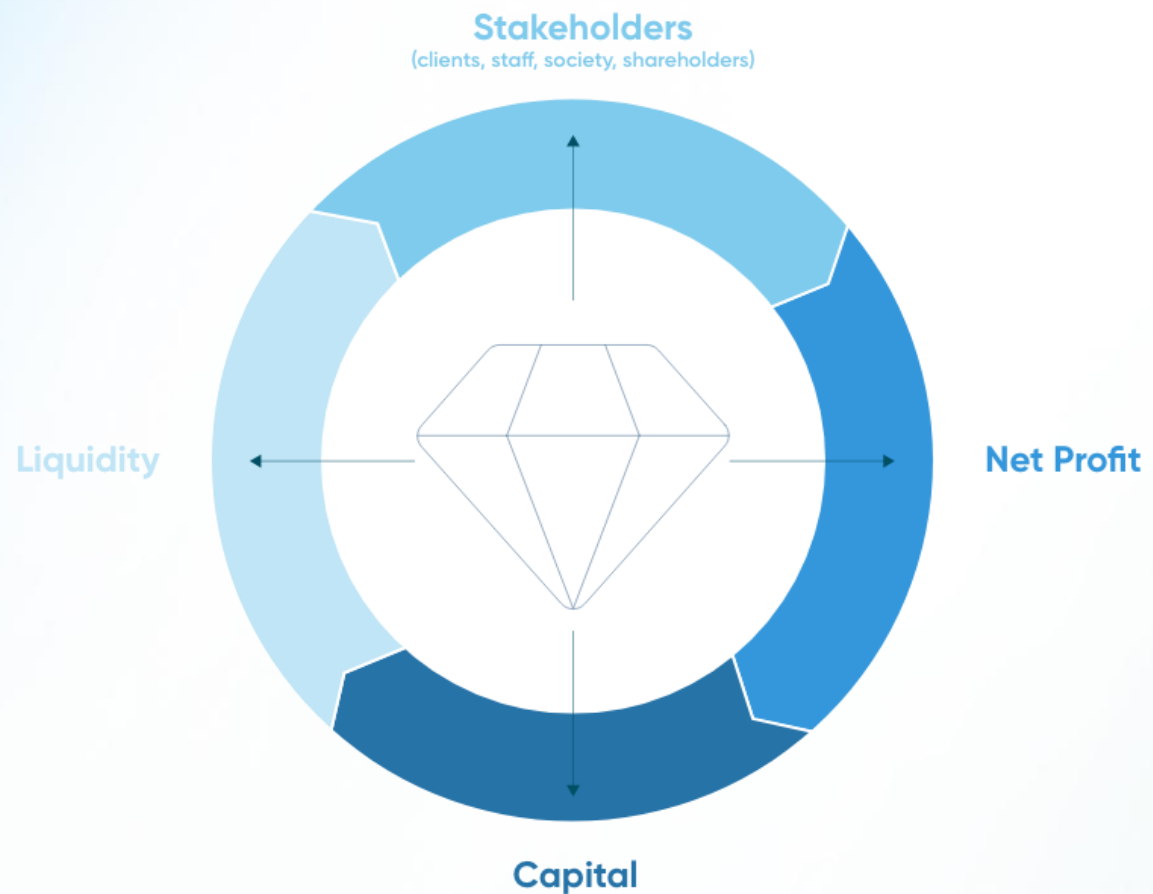 Stakeholders
(clients, staff, society, shareholders)
Liquidity
Net Profit
Capital